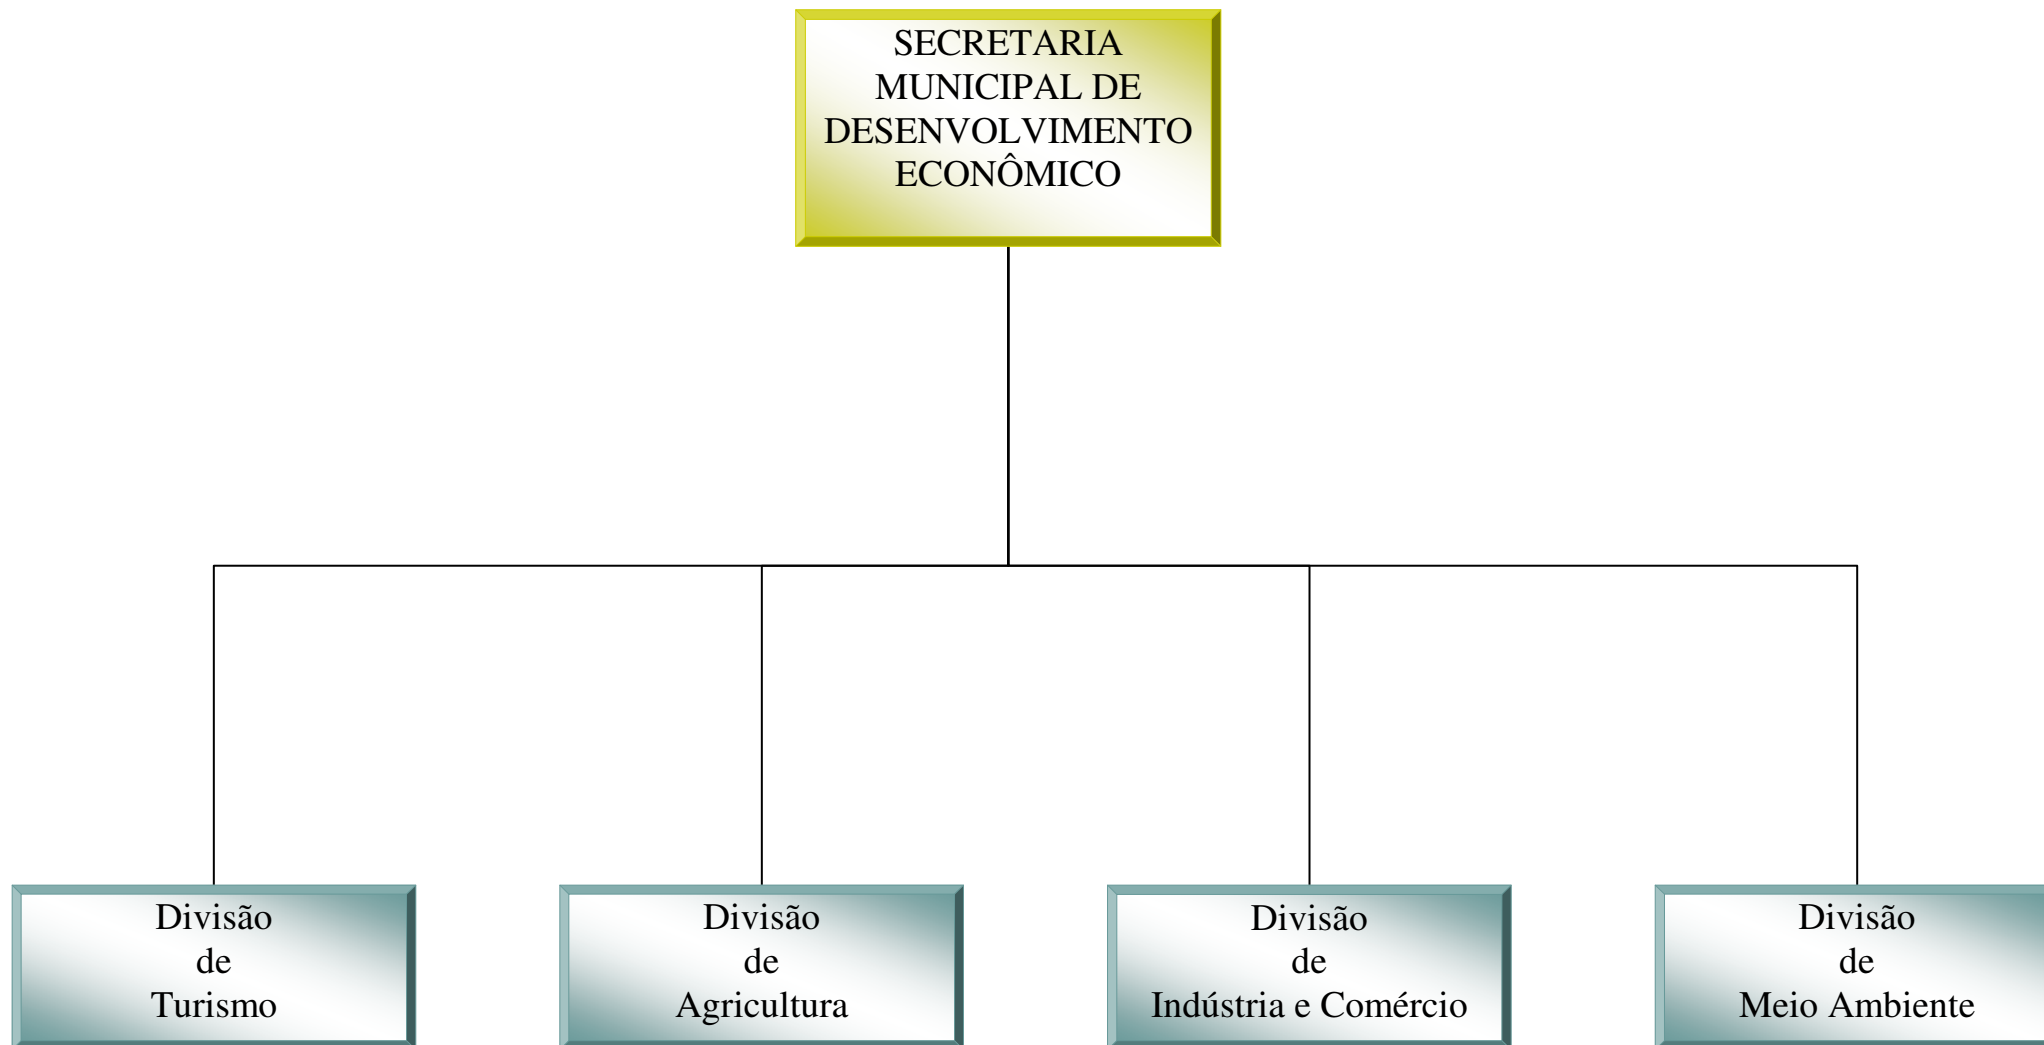 SECRETARIA
MUNICIPAL DE
DESENVOLVIMENTO
ECONÔMICO
Divisão
de
Turismo
Divisão
de
Agricultura
Divisão
de
Indústria e Comércio
Divisão
de
Meio Ambiente